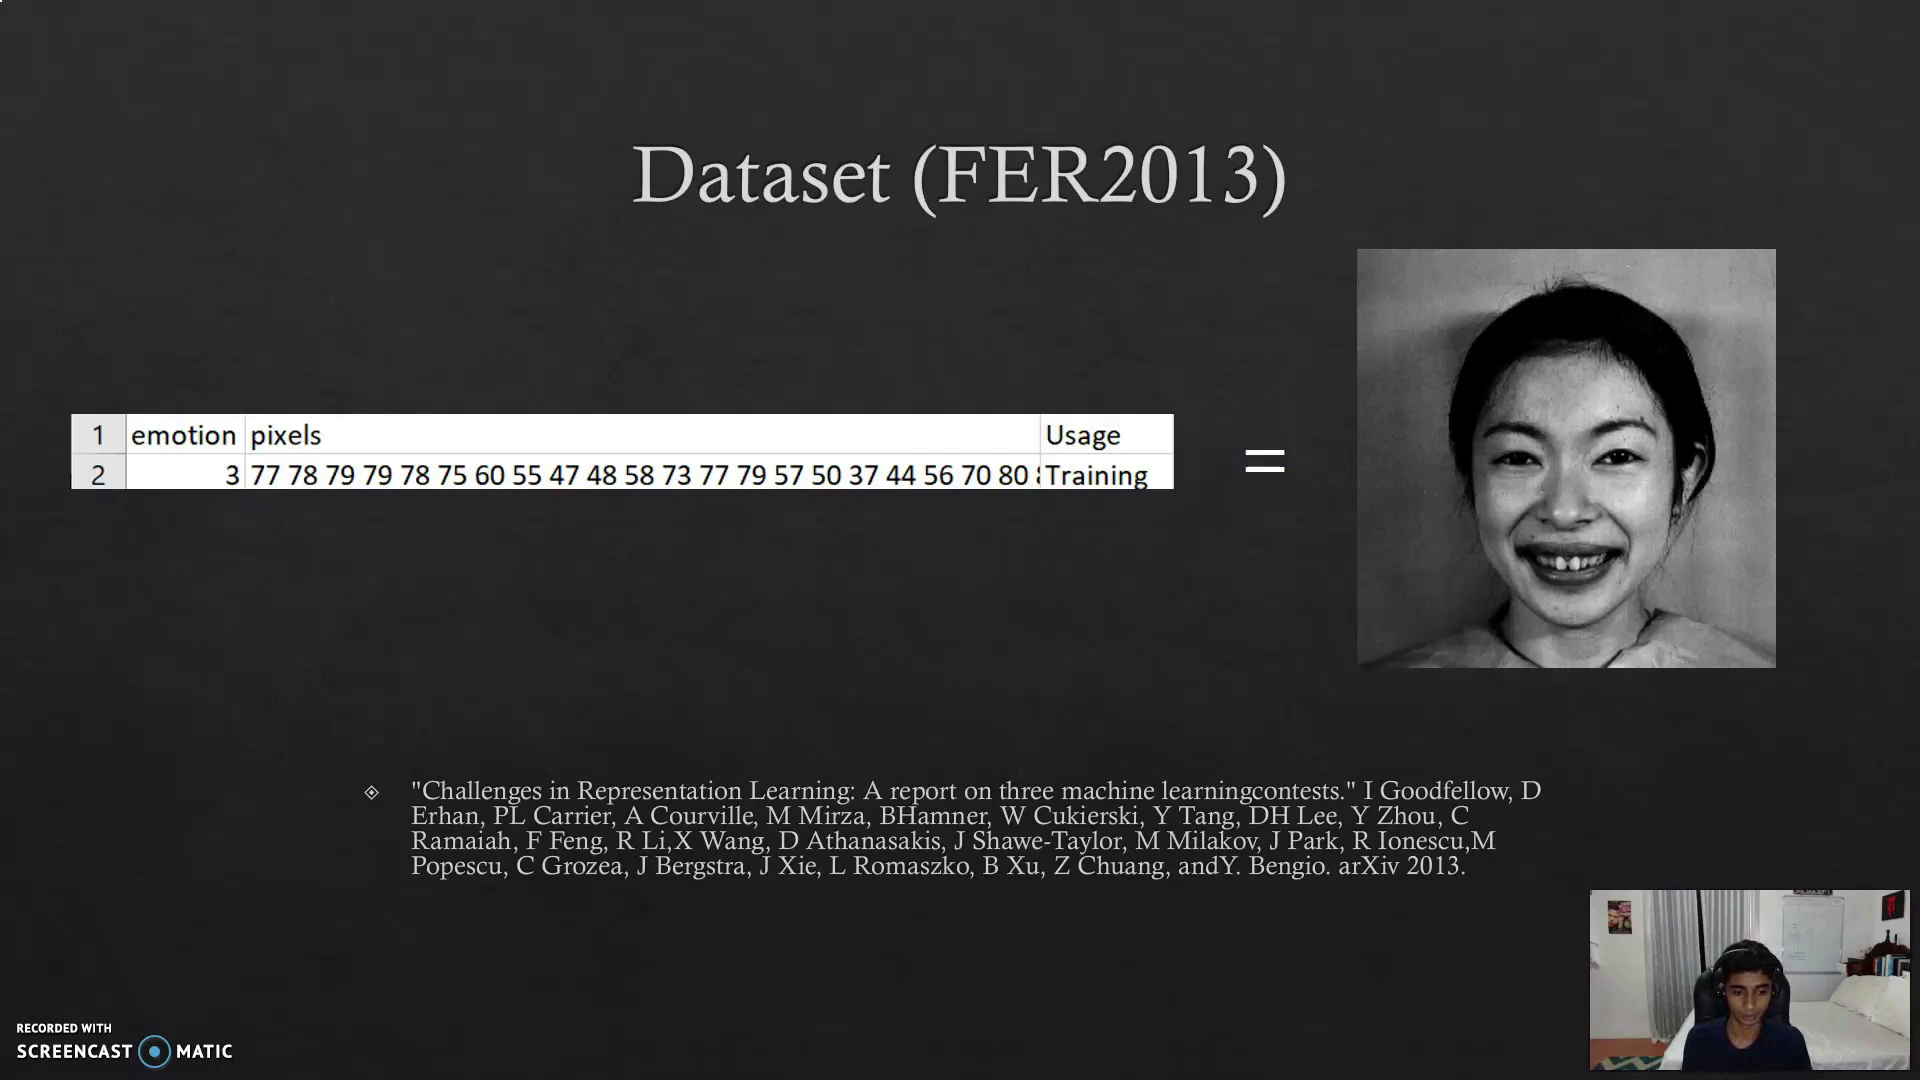 Dataset (FER2013)
1 emotion pixels Usage
2 3 77 78 79 79 78 75 60 55 47 48 58 73 77 79 57 50 37 44 56 70 80 Training
=
"Challenges in Representation Learning: A report on three machine learningcontests." I Goodfellow, D
Erhan, PL Carrier, A Courville, M Mirza, BHamner, W Cukierski, Y Tang, DH Lee, Y Zhou, C
Ramaiah, F Feng, R Li,X Wang, D Athanasakis, J Shawe-Taylor, M Milakov, J Park, R Ionescu,M
Popescu, C Grozea, J Bergstra, J Xie, L Romaszko, B Xu, Z Chuang, andY. Bengio. arXiv 2013.
RECORDED WITH
SCREENCAST MATIC